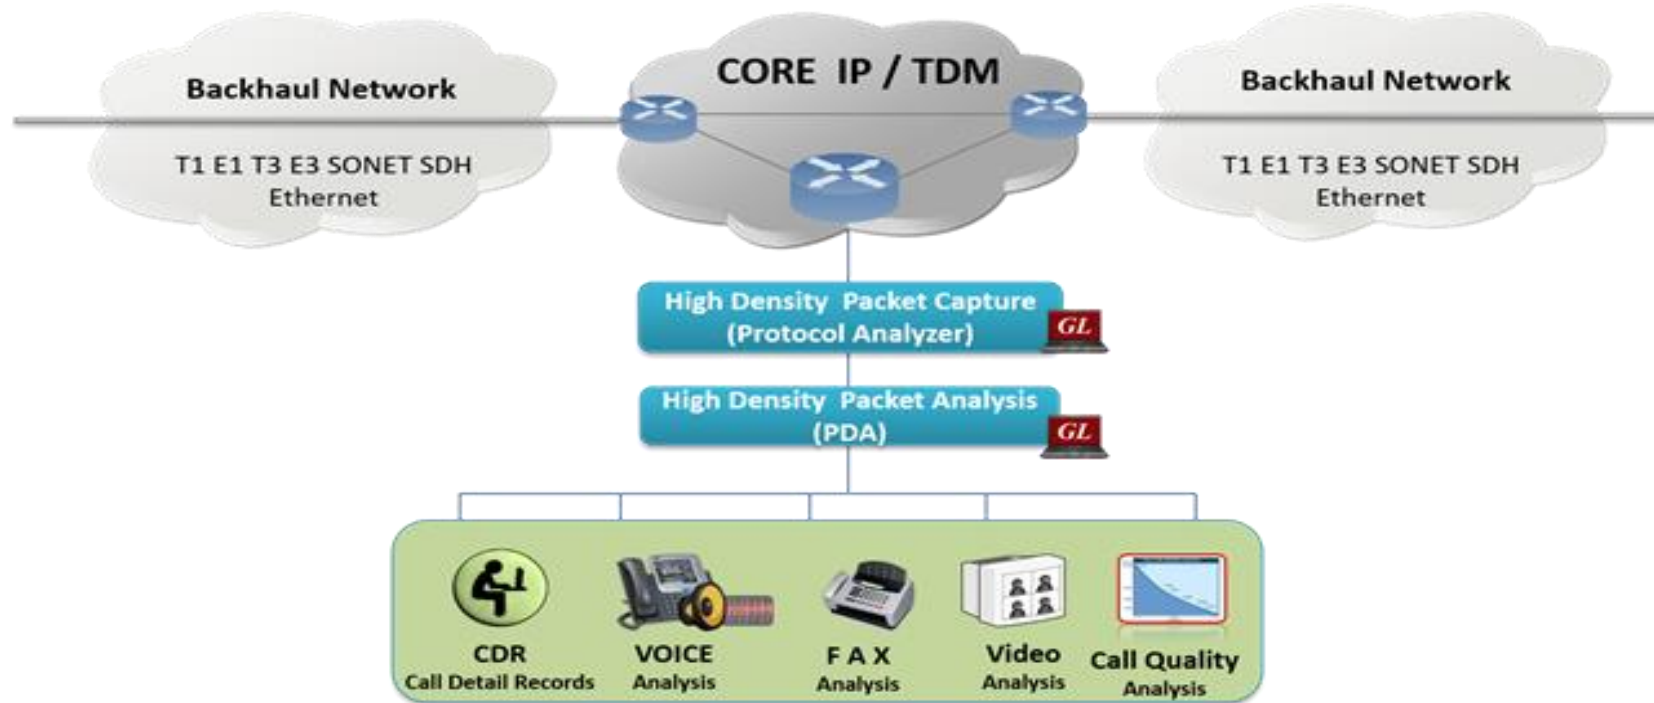 Backhaul Network
T1 E1 T3 E3 SONET SDH
Ethernet
CORE IP / TDM
Backhaul Network
T1 E1 T3 E3 SONET SDH
Ethernet
High Density Packet Capture
(Protocol Analyzer)
GL
High Density Packet Analysis
(PDA)
GL
CDR
Call Detail Records
VOICE
Analysis
F A X
Analysis
Video
Analysis
Call Quality
Analysis